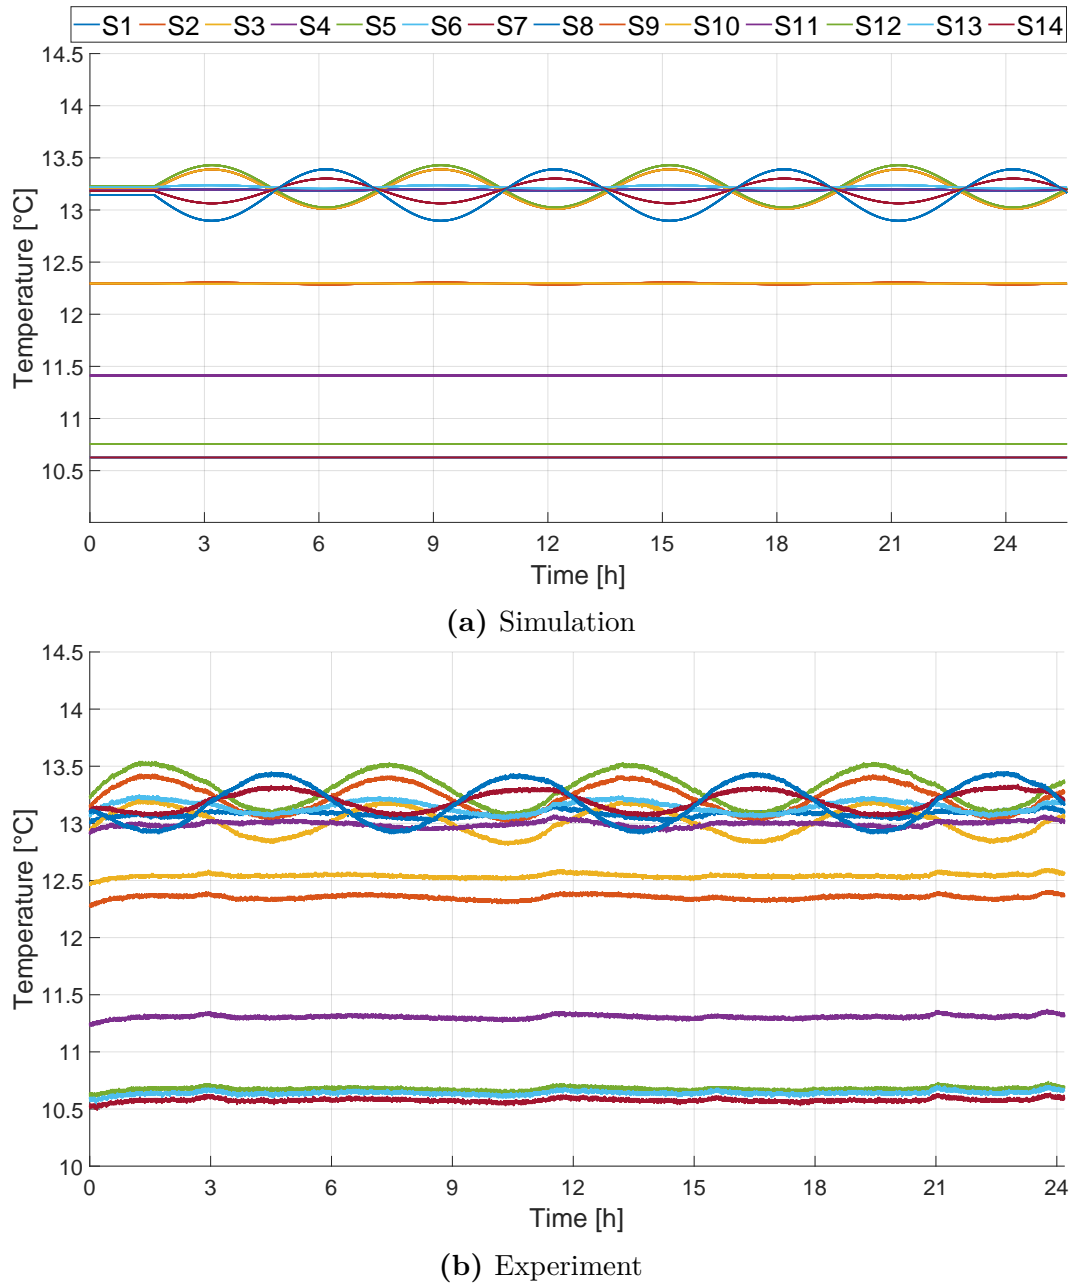 S1 S2 S3 S4 S5 S6 S7 S8 S9 S10 S11 S12 S13 S14
14.5
14
13.5
13
12.5
12
11.5
11
10.5
Temperature [°C]
0 3 6 9 12 15 18 21 24
Time [h]
(a) Simulation
14.5
14
13.5
13
12.5
12
11.5
11
10.5
10
Temperature [°C]
0 3 6 9 12 15 18 21 24
Time [h]
(b) Experiment